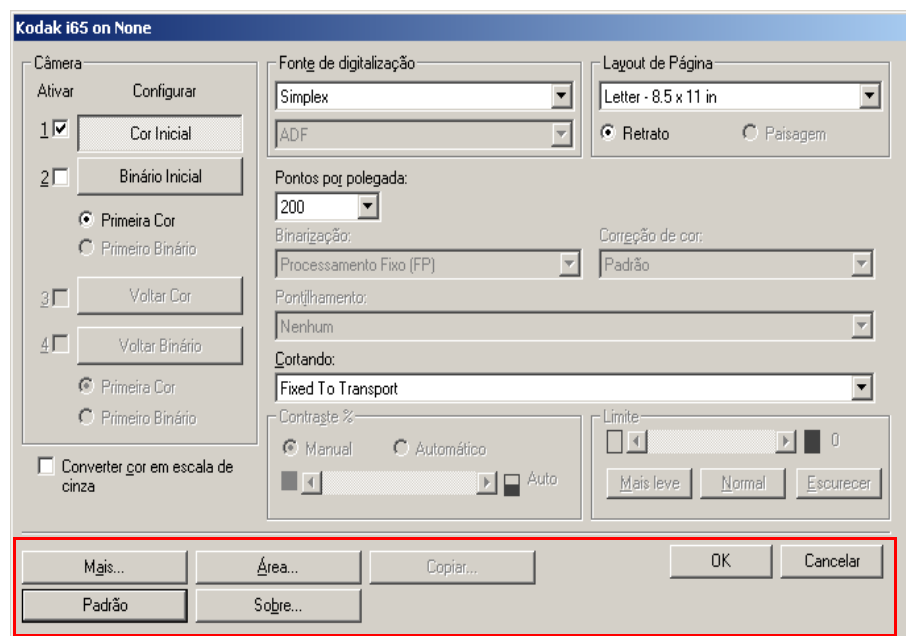 Kodak i65 on None
Câmera
Ativar Configurar
1 Cor Inicial
2 Binário Inicial
Primeira Cor
Primeiro Binário
3 Voltar Cor
4 Voltar Binário
Primeira Cor
Primeiro Binário
Converter cor em escala de
cinza
Fonte de digitalização
Simplex
ADF
Layout de Página
Letter - 8.5 x 11 in
Retrato Paisagem
Pontos por polegada:
200
Binarização:
Processamento Fixo (FP)
Correção de cor:
Padrão
Pontilhamento:
Nenhum
Cortando:
Fixed To Transport
Contraste %
Manual Automático
Auto
Limite
0
Mais leve Normal Escurecer
Mais... Área... Copiar... OK Cancelar
Padrão Sobre...